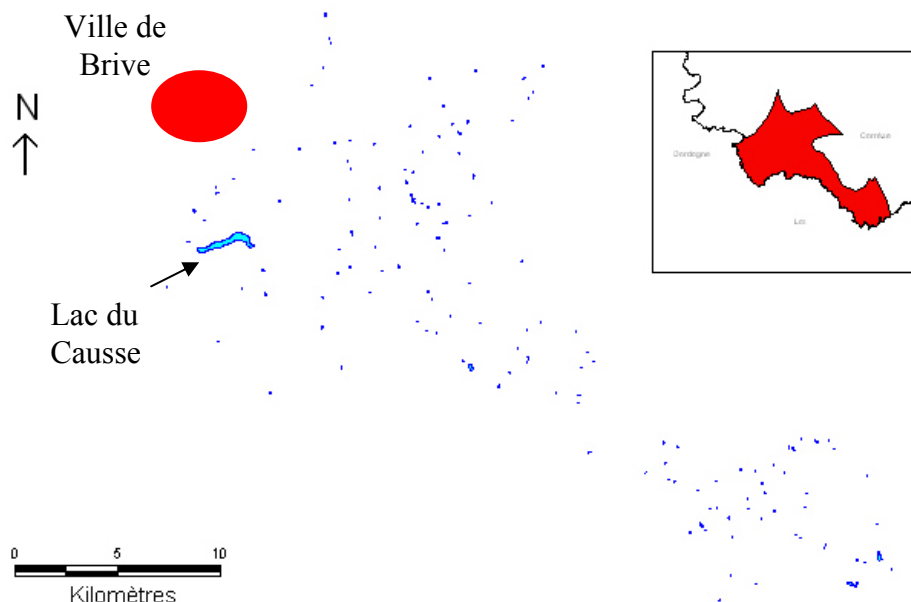 Ville de
Brive
N
Dordogne
Corrèze
Lot
Lac du
Causse
0 5 10
Kilomètres